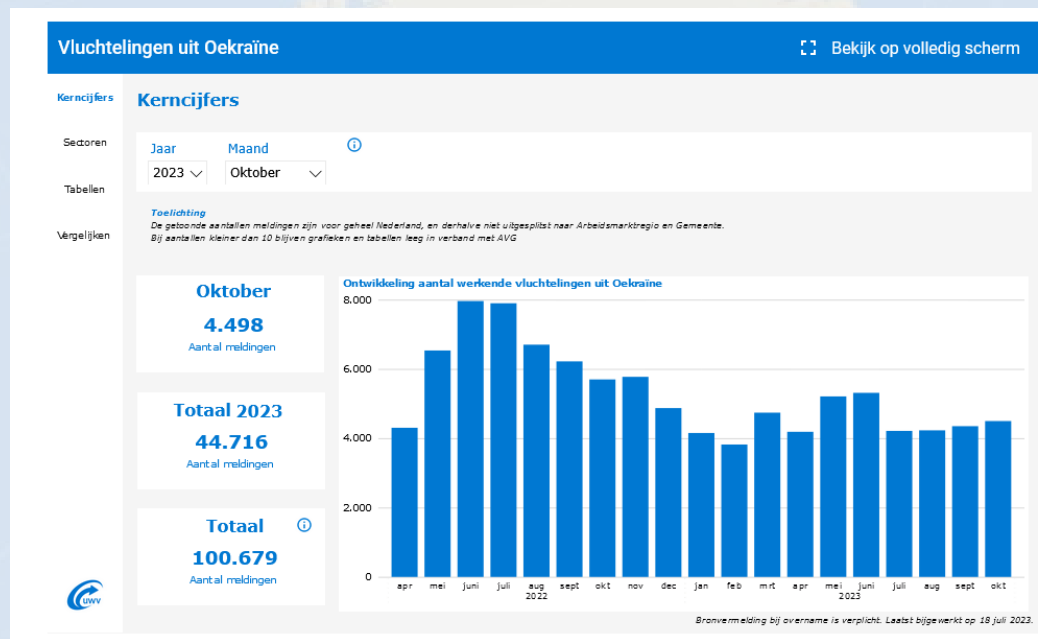 Vluchtelingen uit Oekraïne
Bekijk op volledig scherm
Kerncijfers
Sectoren
Tabellen
Vergelijken
Kerncijfers
Jaar Maand
2023 Oktober
Toelichting
De getoonde aantallen meldingen zijn voor geheel Nederland, en derhalve niet uitgesplitst naar Arbeidsmarktregio en Gemeente.
Bij aantallen kleiner dan 10 blijven grafieken en tabellen leeg in verband met AVG
Oktober
4.498
Aantal meldingen
Totaal 2023
44.716
Aantal meldingen
Totaal
100.679
Aantal meldingen
Ontwikkeling aantal werkende vluchtelingen uit Oekraïne
8.000
6.000
4.000
2.000
0
apr mei juni juli aug sept okt nov dec jan feb mrt apr mei juni juli aug sept okt
2022 2023
uwv
Bronvermelding bij overname is verplicht. Laatst bijgewerkt op 18 juli 2023.